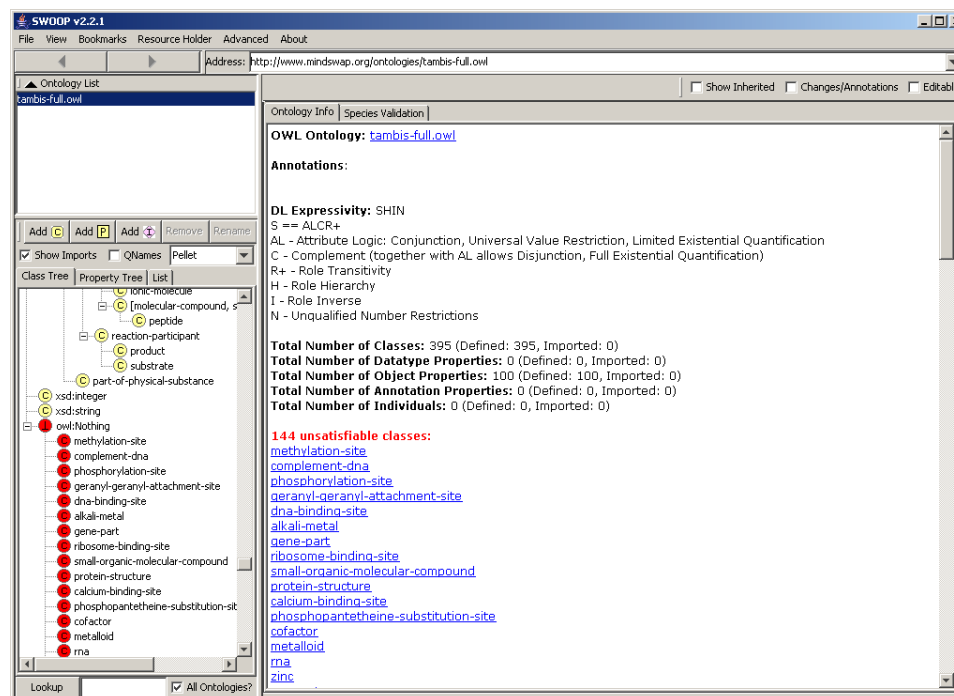 SWOOP v2.2.1
File View Bookmarks Resource Holder Advanced About
Address: http://www.mindswap.org/ontologies/tambis-full.owl
Ontology List
tambis-full.owl
Add C Add P Add I Remove Rename
Show Imports QNames Pellet
Class Tree Property Tree List
ionic-molecule
C [molecular-compound, s
C peptide
C reaction-participant
C product
C substrate
C part-of-physical-substance
C xsd:integer
C xsd:string
owl:Nothing
C methylation-site
C complement-dna
C phosphorylation-site
C geranyl-geranyl-attachment-site
C dna-binding-site
C alkali-metal
C gene-part
C ribosome-binding-site
C small-organic-molecular-compound
C protein-structure
C calcium-binding-site
C phosphopantetheine-substitution-sit
C cofactor
C metalloid
C rna
Lookup All Ontologies?
Show Inherited Changes/Annotations Editabl
Ontology Info Species Validation
OWL Ontology: tambis-full.owl
Annotations:
DL Expressivity: SHIN
S == ALCR+
AL - Attribute Logic: Conjunction, Universal Value Restriction, Limited Existential Quantification
C - Complement (together with AL allows Disjunction, Full Existential Quantification)
R+ - Role Transitivity
H - Role Hierarchy
I - Role Inverse
N - Unqualified Number Restrictions
Total Number of Classes: 395 (Defined: 395, Imported: 0)
Total Number of Datatype Properties: 0 (Defined: 0, Imported: 0)
Total Number of Object Properties: 100 (Defined: 100, Imported: 0)
Total Number of Annotation Properties: 0 (Defined: 0, Imported: 0)
Total Number of Individuals: 0 (Defined: 0, Imported: 0)
144 unsatisfiable classes:
methylation-site
complement-dna
phosphorylation-site
geranyl-geranyl-attachment-site
dna-binding-site
alkali-metal
gene-part
ribosome-binding-site
small-organic-molecular-compound
protein-structure
calcium-binding-site
phosphopantetheine-substitution-site
cofactor
metalloid
rna
zinc